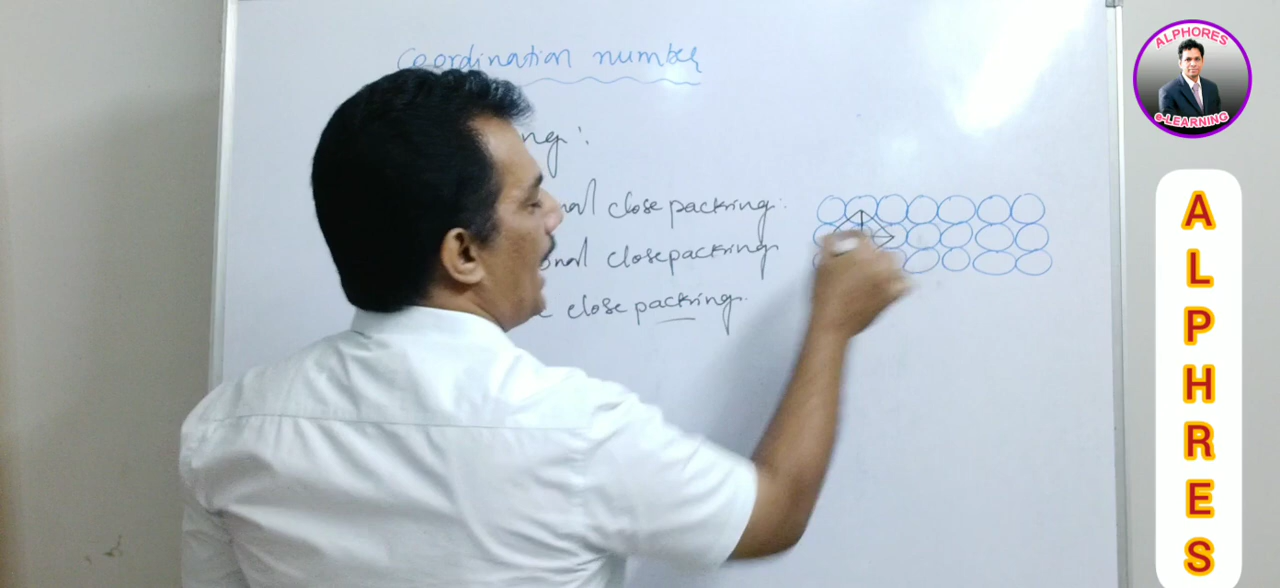 Coordination number
ng:
nal close packing:
onal closepacking
close packing.
ALPHORES
e-LEARNING
A
L
P
H
R
E
S